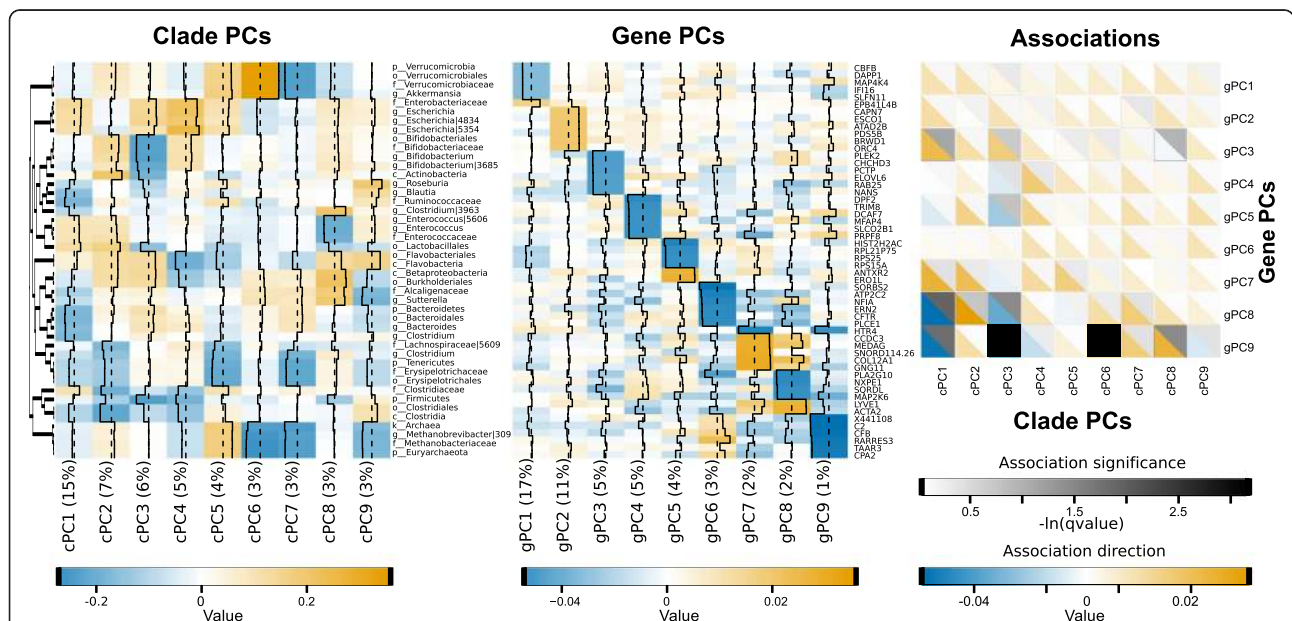 Clade PCs
p__Verrucomicrobia
o__Verrucomicrobiales
f__Verrucomicrobiaceae
g__Akkermansia
f__Enterobacteriaceae
g__Escherichia
g__Escherichia|4834
g__Escherichia|5354
o__Bifidobacteriales
f__Bifidobacteriaceae
g__Bifidobacterium
g__Bifidobacterium|3685
c__Actinobacteria
g__Roseburia
g__Blautia
f__Ruminococcaceae
g__Clostridium|3963
g__Enterococcus|5606
g__Enterococcus
f__Enterococcaceae
o__Lactobacillales
o__Flavobacteriales
c__Flavobacteria
c__Betaproteobacteria
o__Burkholderiales
f__Alcaligenaceae
g__Sutterella
p__Bacteroidetes
o__Bacteroidales
g__Bacteroides
g__Clostridium
f__Lachnospiraceae|5609
g__Clostridium
p__Tenericutes
f__Erysipelotrichaceae
o__Erysipelotrichales
f__Clostridiaceae
p__Firmicutes
o__Clostridiales
c__Clostridia
k__Archaea
g__Methanobrevibacter|309
f__Methanobacteriaceae
p__Euryarchaeota
cPC1 (15%)
cPC2 (7%)
cPC3 (6%)
cPC4 (5%)
cPC5 (4%)
cPC6 (3%)
cPC7 (3%)
cPC8 (3%)
cPC9 (3%)
-0.2 0 0.2
Value
Gene PCs
CBFB
DAPP1
MAP4K4
IFI16
SLFN11
EPB41L4B
CAPN7
ESCO1
ATAD2B
PDS5B
BRWD1
ORC4
PLEK2
CHCHD3
PCTP
ELOVL6
RAB25
NANS
DPF2
TRIM8
DCAF7
MFAP4
SLCO2B1
PRPF8
HIST2H2AC
RPL21P75
RPS25
RPS15A
ANTXR2
ERO1L
SORBS2
ATP2C2
NFIA
ERN2
CFTR
PLCE1
HTR4
CCDC3
MEDAG
SNORD114.26
COL12A1
GNG11
PLA2G10
NXPE1
SORDL
MAP2K6
LYVE1
ACTA2
X441108
C2
CFB
RARRES3
TAAR3
CPA2
gPC1 (17%)
gPC2 (11%)
gPC3 (5%)
gPC4 (5%)
gPC5 (4%)
gPC6 (3%)
gPC7 (2%)
gPC8 (2%)
gPC9 (1%)
−0.04 0 0.02
Value
Associations
gPC1
gPC2
gPC3
gPC4
gPC5
gPC6
gPC7
gPC8
gPC9
Gene PCs
cPC1
cPC2
cPC3
cPC4
cPC5
cPC6
cPC7
cPC8
cPC9
Clade PCs
Association significance
0.5 1.5 2.5
-ln(qvalue)
Association direction
-0.04 0 0.02
Value